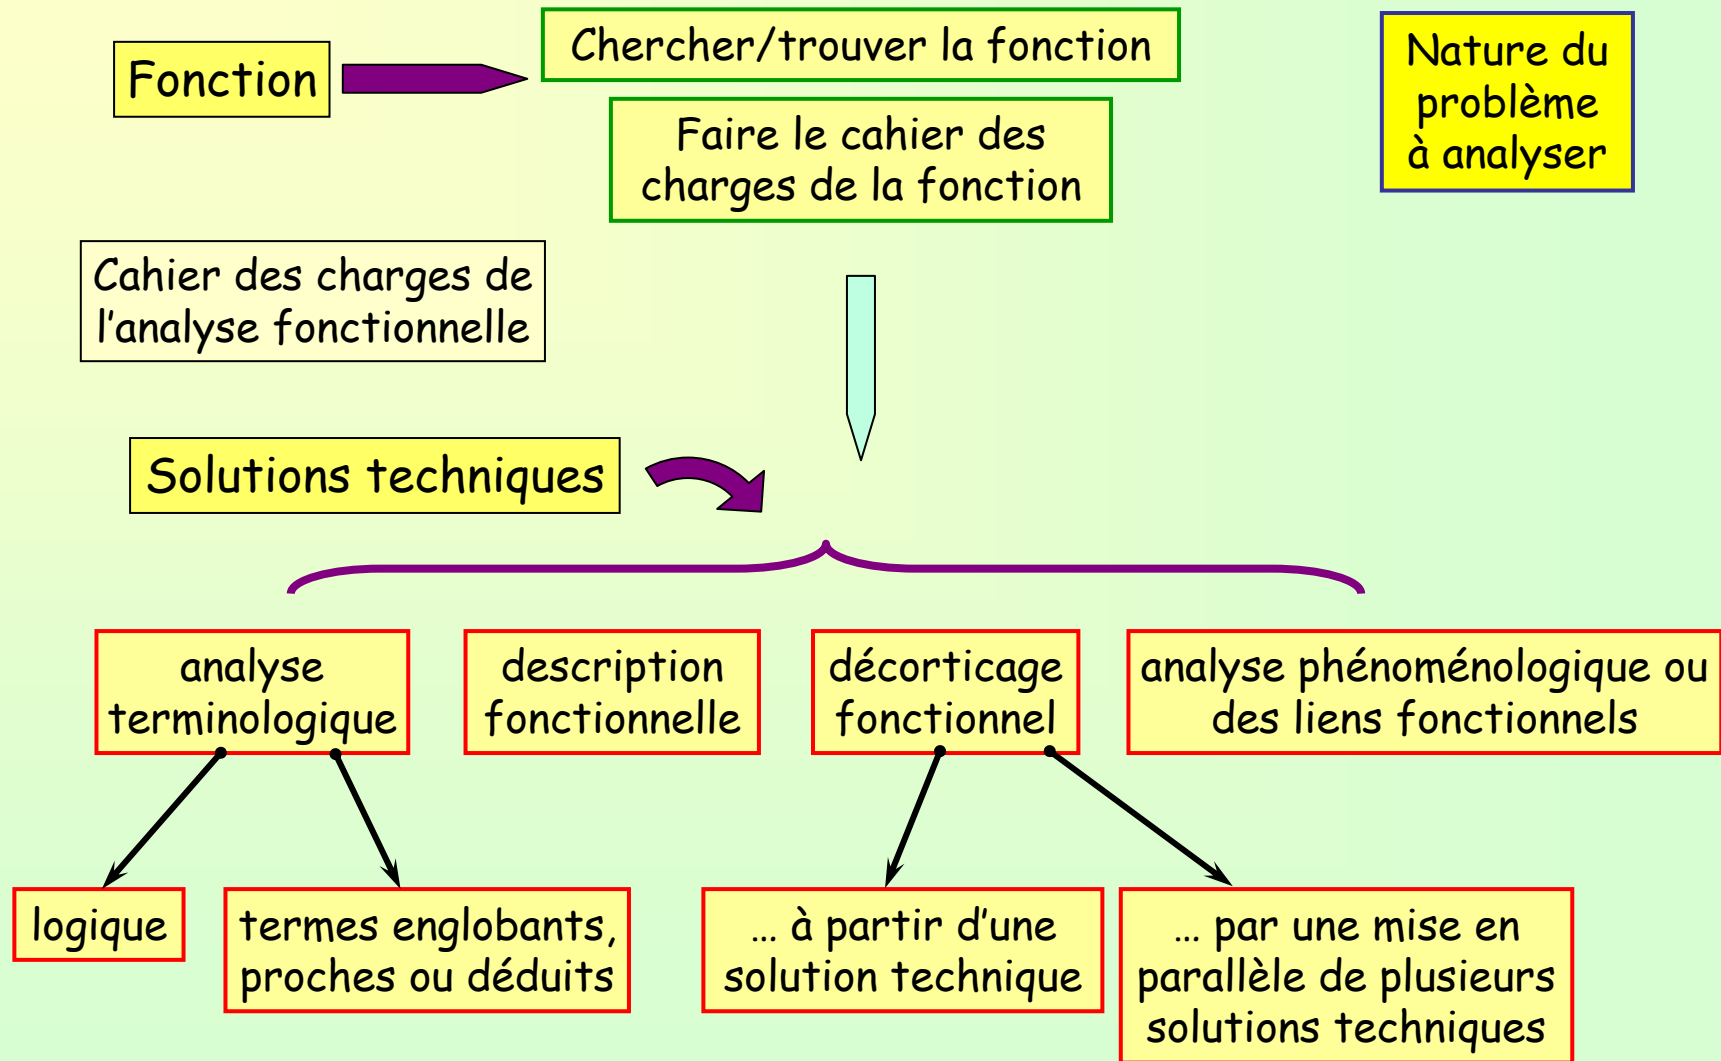 Fonction
Chercher/trouver la fonction
Faire le cahier des
charges de la fonction
Nature du
problème
à analyser
Cahier des charges de
l'analyse fonctionnelle
Solutions techniques
analyse
terminologique
description
fonctionnelle
décorticage
fonctionnel
analyse phénoménologique ou
des liens fonctionnels
logique
termes englobants,
proches ou déduits
... à partir d'une
solution technique
... par une mise en
parallèle de plusieurs
solutions techniques